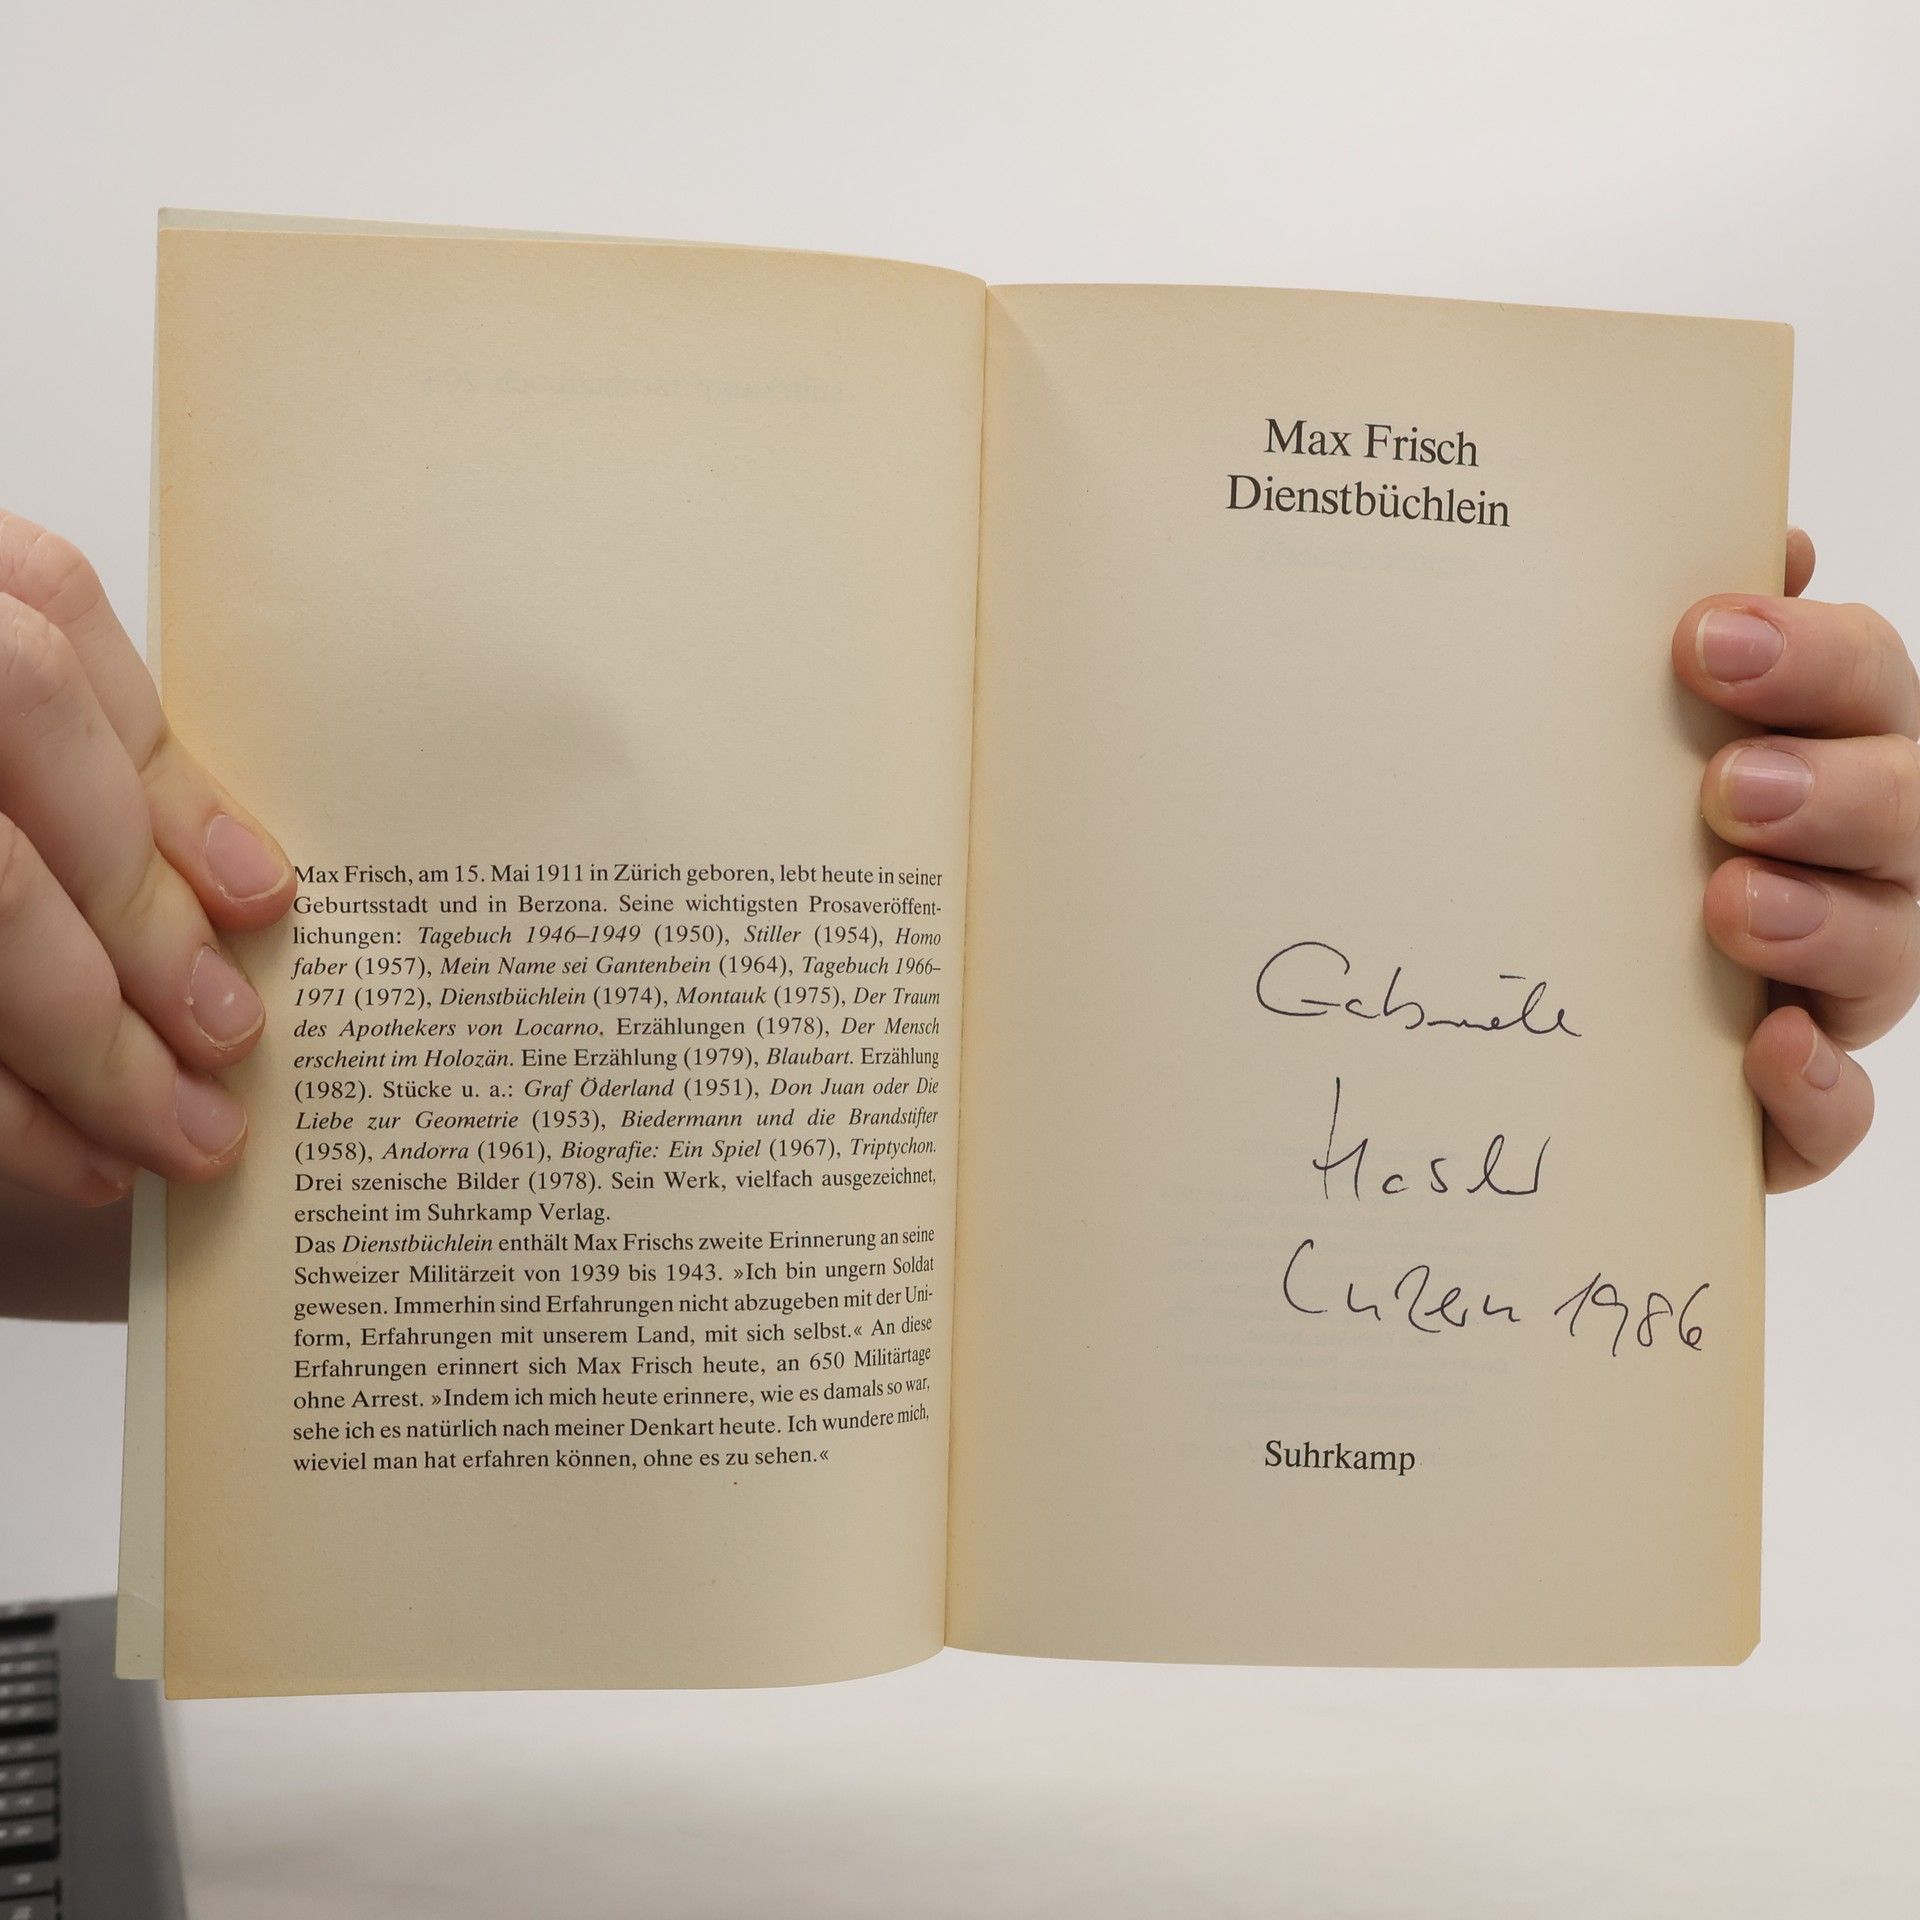 Max Frisch, am 15. Mai 1911 in Zürich geboren, lebt heute in seiner
Geburtsstadt und in Berzona. Seine wichtigsten Prosaveröffent-
lichungen: Tagebuch 1946–1949 (1950), Stiller (1954), Homo
faber (1957), Mein Name sei Gantenbein (1964), Tagebuch 1966–
1971 (1972), Dienstbüchlein (1974), Montauk (1975), Der Traum
des Apothekers von Locarno. Erzählungen (1978), Der Mensch
erscheint im Holozän. Eine Erzählung (1979), Blaubart. Erzählung
(1982). Stücke u. a.: Graf Öderland (1951), Don Juan oder Die
Liebe zur Geometrie (1953), Biedermann und die Brandstifter
(1958), Andorra (1961), Biografie: Ein Spiel (1967), Triptychon.
Drei szenische Bilder (1978). Sein Werk, vielfach ausgezeichnet,
erscheint im Suhrkamp Verlag.
Das Dienstbüchlein enthält Max Frischs zweite Erinnerung an seine
Schweizer Militärzeit von 1939 bis 1943. »Ich bin ungern Soldat
gewesen. Immerhin sind Erfahrungen nicht abzugeben mit der Uni-
form, Erfahrungen mit unserem Land, mit sich selbst.« An diese
Erfahrungen erinnert sich Max Frisch heute, an 650 Militärtage
ohne Arrest. »Indem ich mich heute erinnere, wie es damals so war,
sehe ich es natürlich nach meiner Denkart heute. Ich wundere mich,
wieviel man hat erfahren können, ohne es zu sehen.«
Max Frisch
Dienstbüchlein
Gabriele
Hasler
Luzern 1986
Suhrkamp